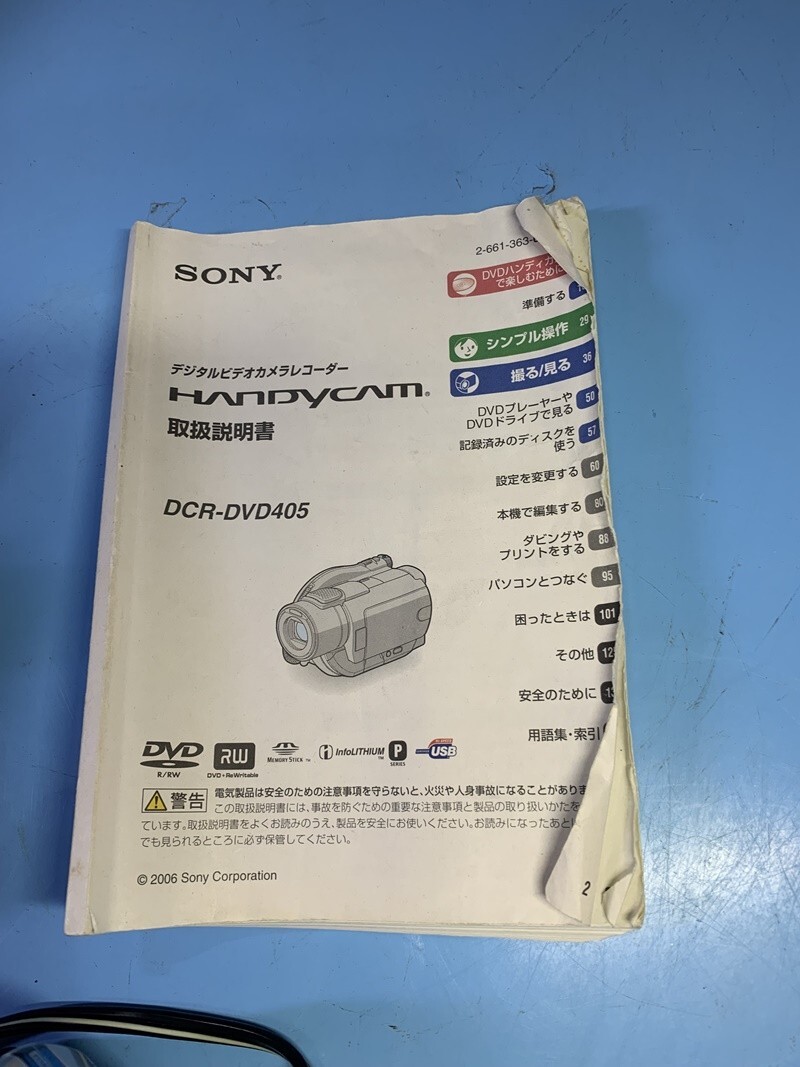 2-661-363-
SONY®
DVDハンディカ
で楽しむために
準備する
シンプル操作 29
撮る/見る 36
デジタルビデオカメラレコーダー
HANDYCAM®
取扱説明書
DVDプレーヤーや
DVDドライブで見る 50
記録済みのディスクを
使う 57
設定を変更する 60
DCR-DVD405
本機で編集する 80
ダビングや
プリントをする 88
パソコンとつなぐ 95
困ったときは 101
その他 12
安全のために 13
用語集・索引
DVD
R/RW
RW
DVD+ReWritable
MEMORY STICK TM
InfoLITHIUM TM P
SERIES
HI-SPEED
USB
警告
電気製品は安全のための注意事項を守らないと、火災や人身事故になることがありま
この取扱説明書には、事故を防ぐための重要な注意事項と製品の取り扱いかたを
ています。取扱説明書をよくお読みのうえ、製品を安全にお使いください。お読みになったあと
でも見られるところに必ず保管してください。
© 2006 Sony Corporation
2